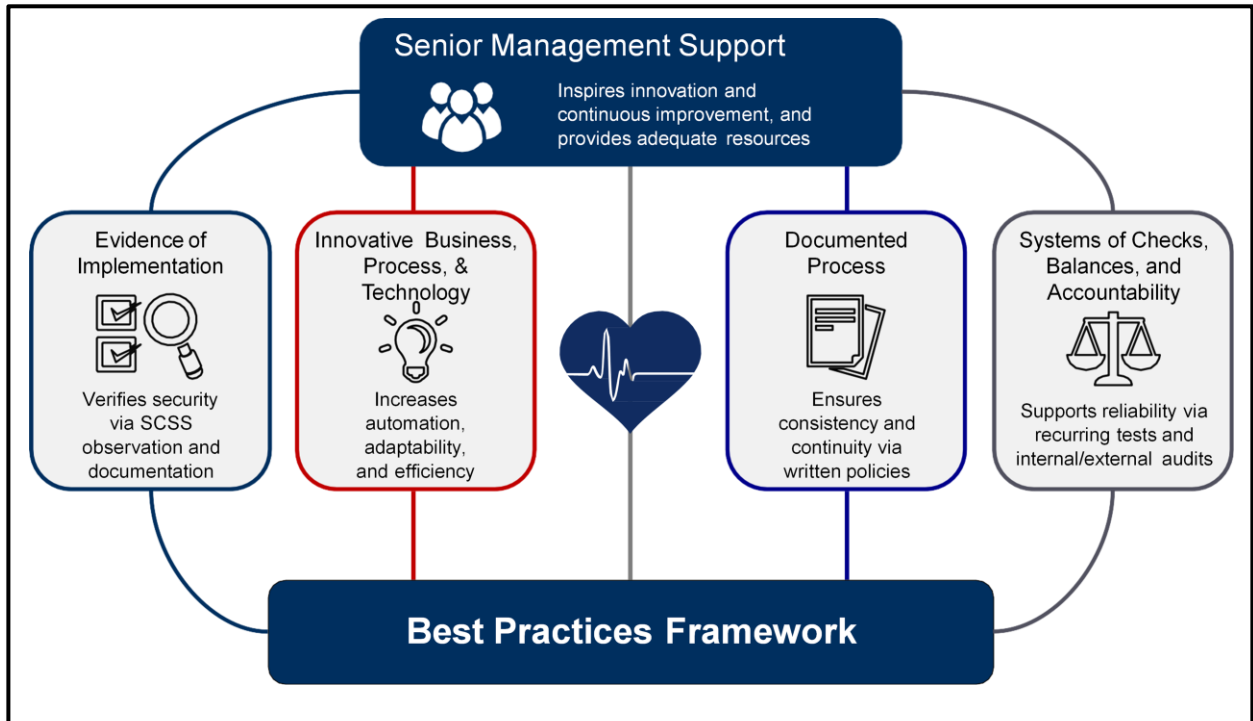 Senior Management Support
Inspires innovation and
continuous improvement, and
provides adequate resources
Evidence of
Implementation
Verifies security
via SCSS
observation and
documentation
Innovative Business,
Process, &
Technology
Increases
automation,
adaptability,
and efficiency
Documented
Process
Ensures
consistency and
continuity via
written policies
Systems of Checks,
Balances, and
Accountability
Supports reliability via
recurring tests and
internal/external audits
Best Practices Framework